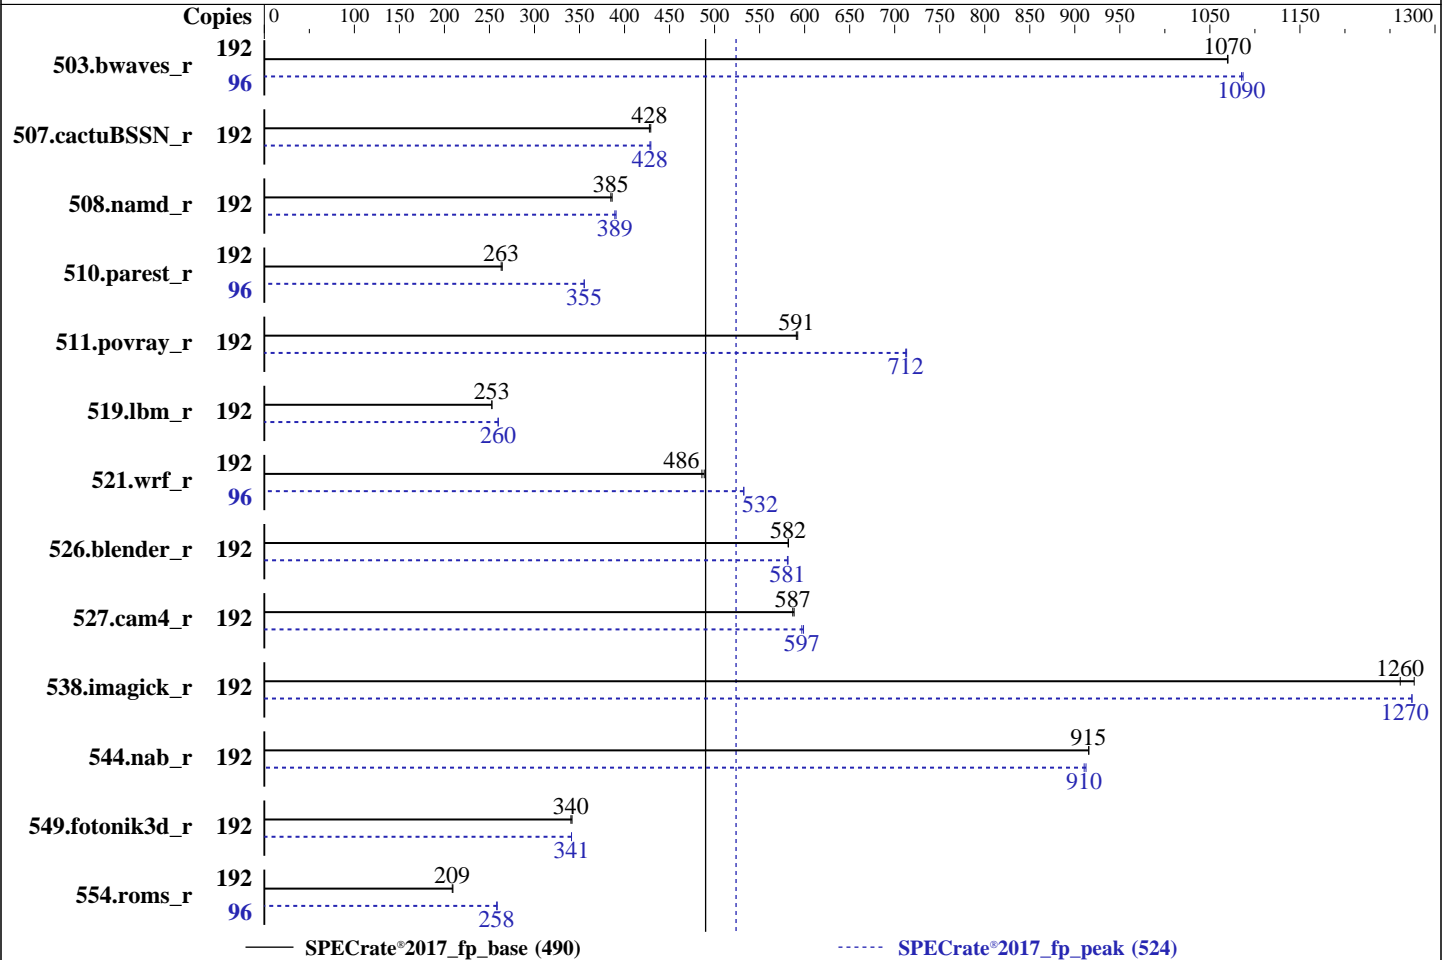 Copies 0 100 150 200 250 300 350 400 450 500 550 600 650 700 750 800 850 900 950 1050 1150 1300
503.bwaves_r 192 1070
96 1090
507.cactuBSSN_r 192 428
428
508.namd_r 192 385
389
510.parest_r 192 263
96 355
511.povray_r 192 591
712
519.lbm_r 192 253
260
521.wrf_r 192 486
96 532
526.blender_r 192 582
581
527.cam4_r 192 587
597
538.imagick_r 192 1260
1270
544.nab_r 192 915
910
549.fotonik3d_r 192 340
341
554.roms_r 192 209
96 258
SPECrate®2017_fp_base (490) SPECrate®2017_fp_peak (524)